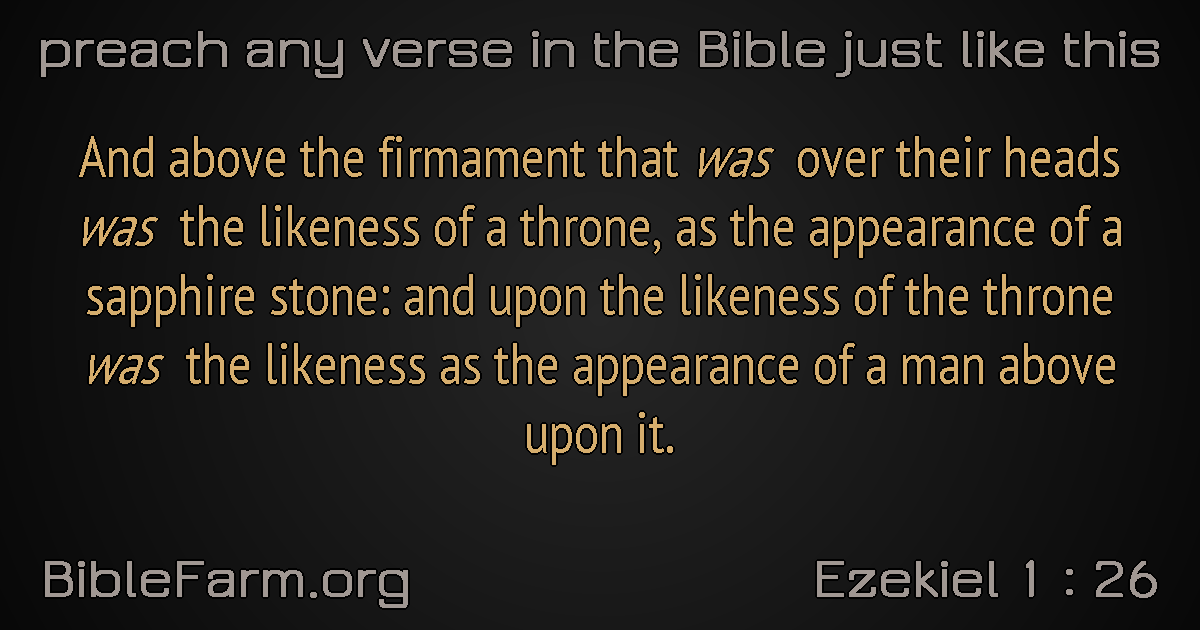 preach any verse in the Bible just like this
And above the firmament that was over their heads
was the likeness of a throne, as the appearance of a
sapphire stone: and upon the likeness of the throne
was the likeness as the appearance of a man above
upon it.
BibleFarm.org
Ezekiel 1 : 26